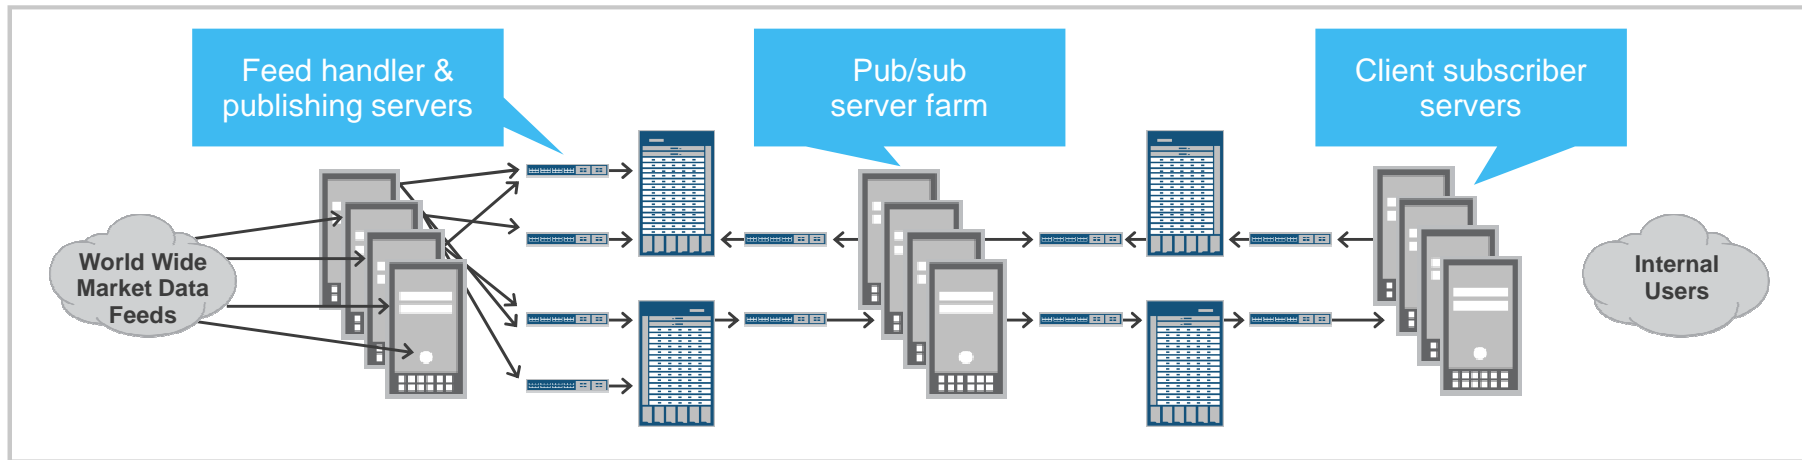 Feed handler &
publishing servers
Pub/sub
server farm
Client subscriber
servers
World Wide
Market Data
Feeds
Internal
Users